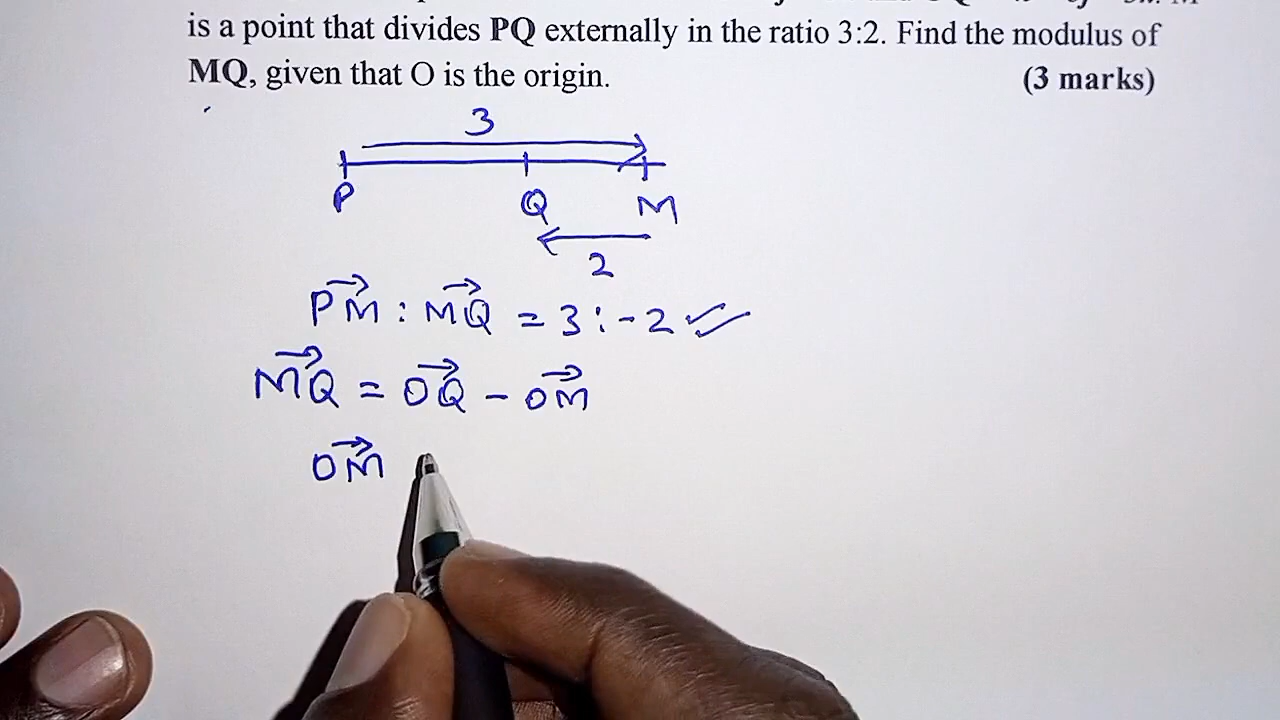 is a point that divides PQ externally in the ratio 3:2. Find the modulus of
MQ, given that O is the origin. (3 marks)
3
P Q M
2
PM : MQ = 3 : -2
MQ = OQ - OM
OM